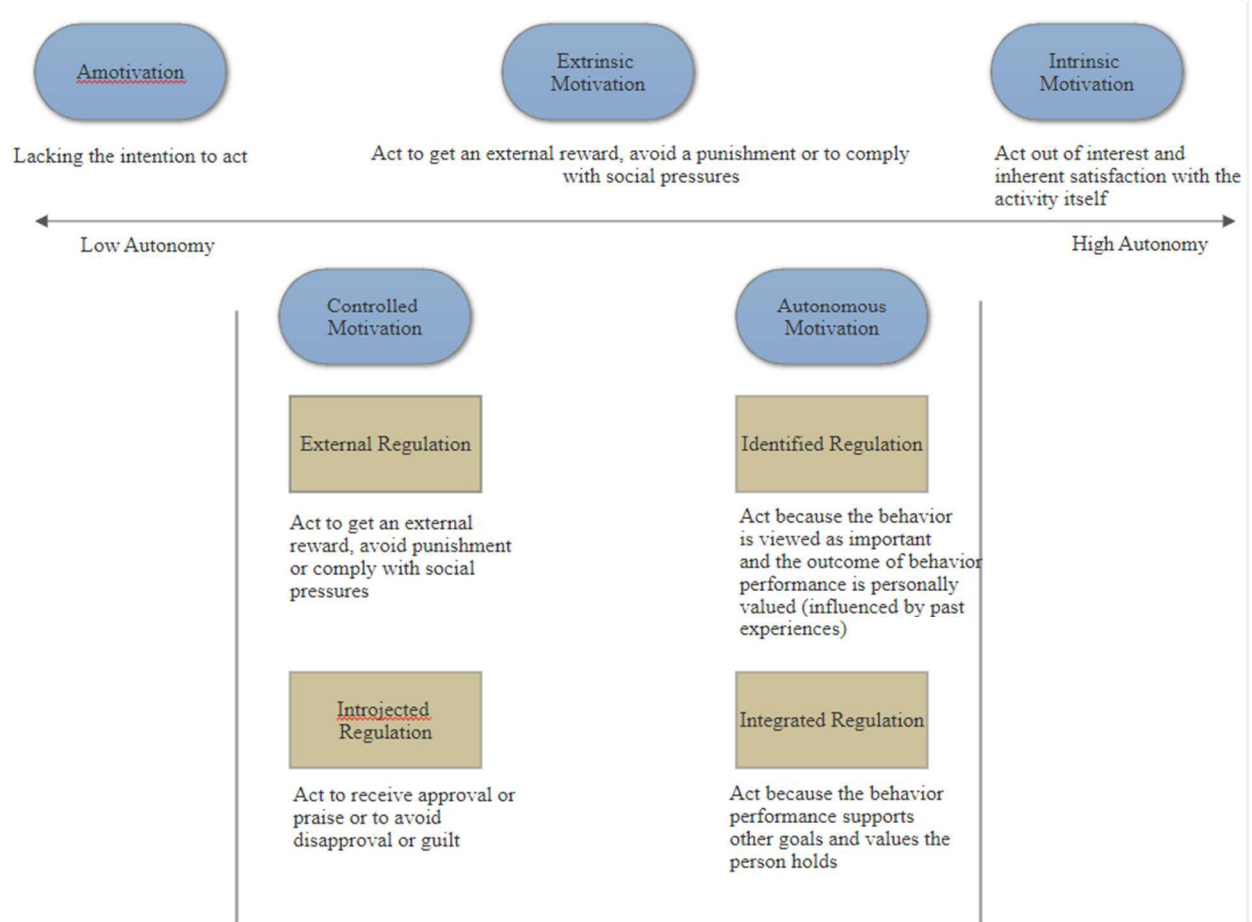 Amotivation
Extrinsic
Motivation
Intrinsic
Motivation
Lacking the intention to act
Act to get an external reward, avoid a punishment or to comply
with social pressures
Act out of interest and
inherent satisfaction with the
activity itself
Low Autonomy
High Autonomy
Controlled
Motivation
Autonomous
Motivation
External Regulation
Identified Regulation
Act to get an external
reward, avoid punishment
or comply with social
pressures
Act because the behavior
is viewed as important
and the outcome of behavior
performance is personally
valued (influenced by past
experiences)
Introjected
Regulation
Integrated Regulation
Act to receive approval or
praise or to avoid
disapproval or guilt
Act because the behavior
performance supports
other goals and values the
person holds